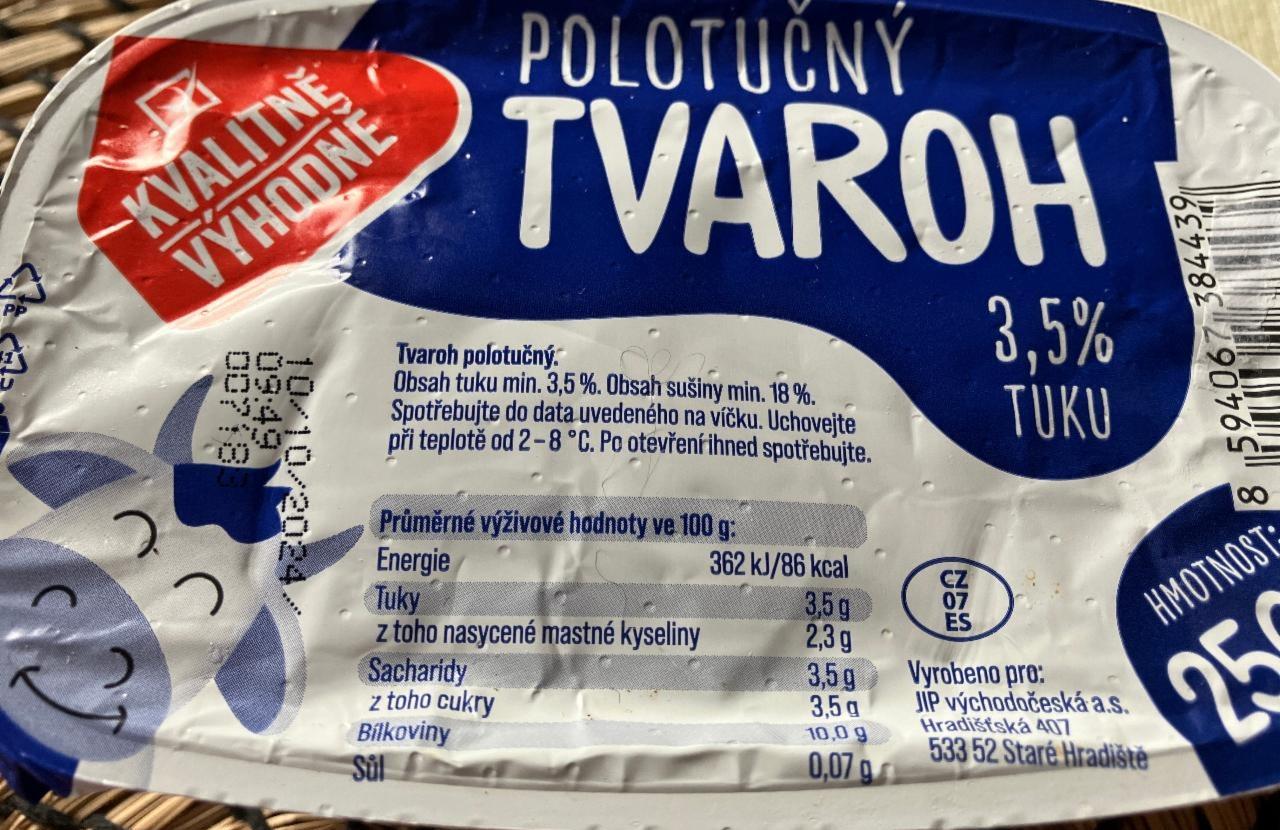 POLOTUČNÝ
TVAROH
3,5%
TUKU
KVALITNĚ
VÝHODNĚ
PP
10/10/2024
09:49
Tvaroh polotučný.
Obsah tuku min. 3,5 %. Obsah sušiny min. 18 %.
Spotřebujte do data uvedeného na víčku. Uchovejte
při teplotě od 2–8 °C. Po otevření ihned spotřebujte.
Průměrné výživové hodnoty ve 100 g:
Energie 362 kJ/86 kcal
Tuky 3,5 g
z toho nasycené mastné kyseliny 2,3 g
Sacharidy 3,5 g
z toho cukry 3,5 g
Bílkoviny 10,0 g
Sůl 0,07 g
CZ
07
ES
Vyrobeno pro:
JIP východočeská a.s.
Hradišťská 407
533 52 Staré Hradiště
8 594067 384439
HMOTNOST: